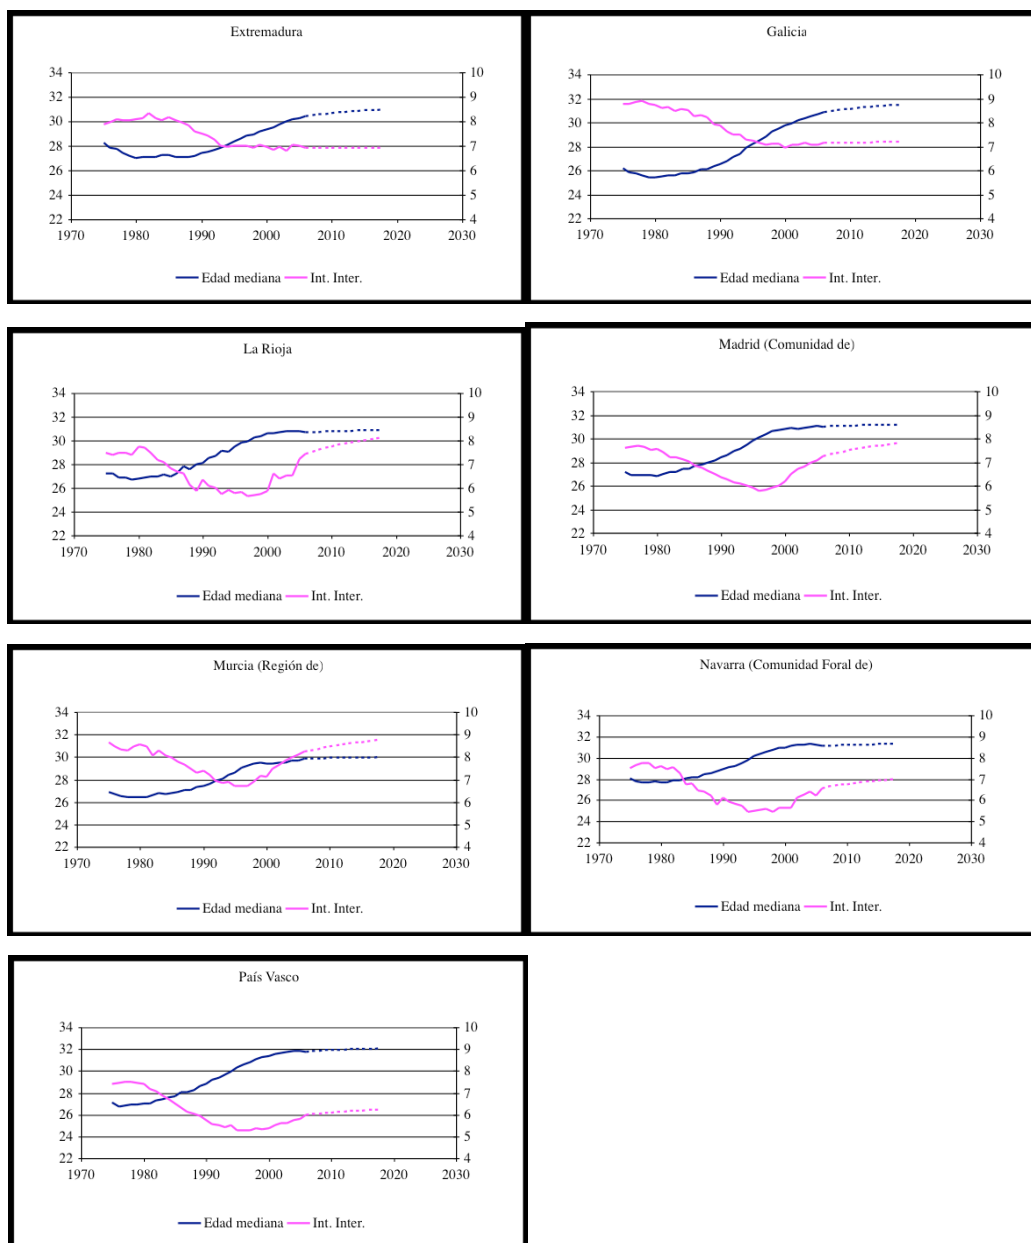 Extremadura
34 10
32 9
30 8
28 7
26 6
24 5
22 4
1970 1980 1990 2000 2010 2020 2030
Edad mediana Int. Inter.
Galicia
34 10
32 9
30 8
28 7
26 6
24 5
22 4
1970 1980 1990 2000 2010 2020 2030
Edad mediana Int. Inter.
La Rioja
34 10
32 9
30 8
28 7
26 6
24 5
22 4
1970 1980 1990 2000 2010 2020 2030
Edad mediana Int. Inter.
Madrid (Comunidad de)
34 10
32 9
30 8
28 7
26 6
24 5
22 4
1970 1980 1990 2000 2010 2020 2030
Edad mediana Int. Inter.
Murcia (Región de)
34 10
32 9
30 8
28 7
26 6
24 5
22 4
1970 1980 1990 2000 2010 2020 2030
Edad mediana Int. Inter.
Navarra (Comunidad Foral de)
34 10
32 9
30 8
28 7
26 6
24 5
22 4
1970 1980 1990 2000 2010 2020 2030
Edad mediana Int. Inter.
País Vasco
34 10
32 9
30 8
28 7
26 6
24 5
22 4
1970 1980 1990 2000 2010 2020 2030
Edad mediana Int. Inter.